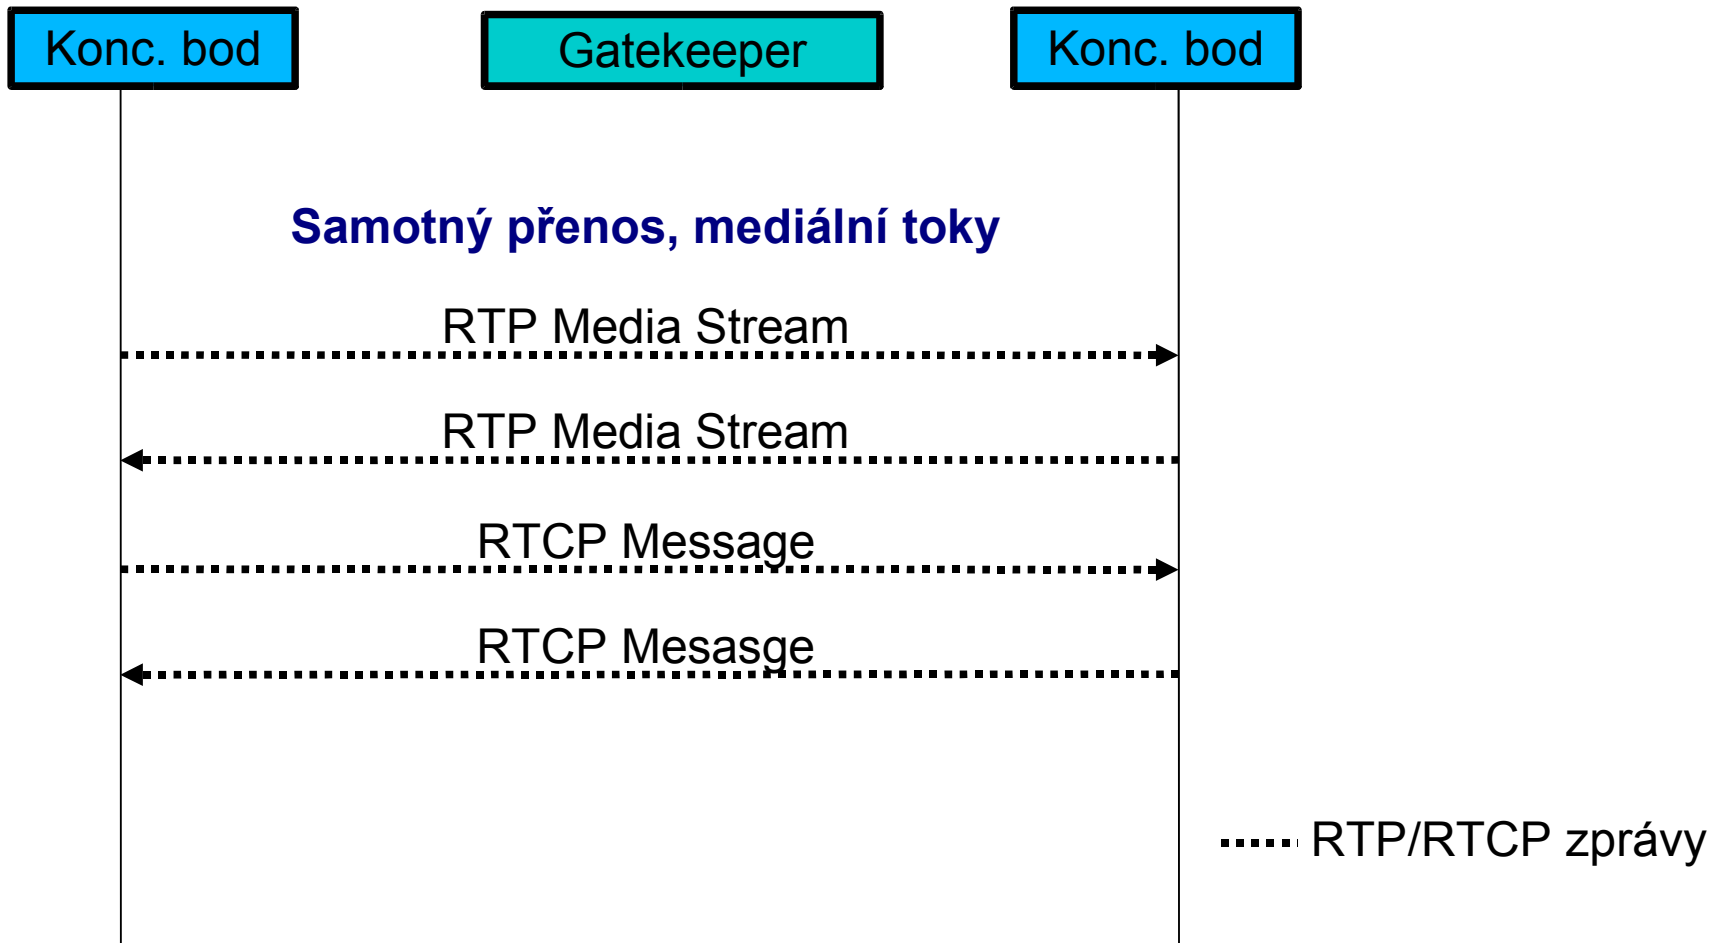 Konc. bod
Gatekeeper
Konc. bod
Samotný přenos, mediální toky
RTP Media Stream
RTP Media Stream
RTCP Message
RTCP Mesasge
RTP/RTCP zprávy